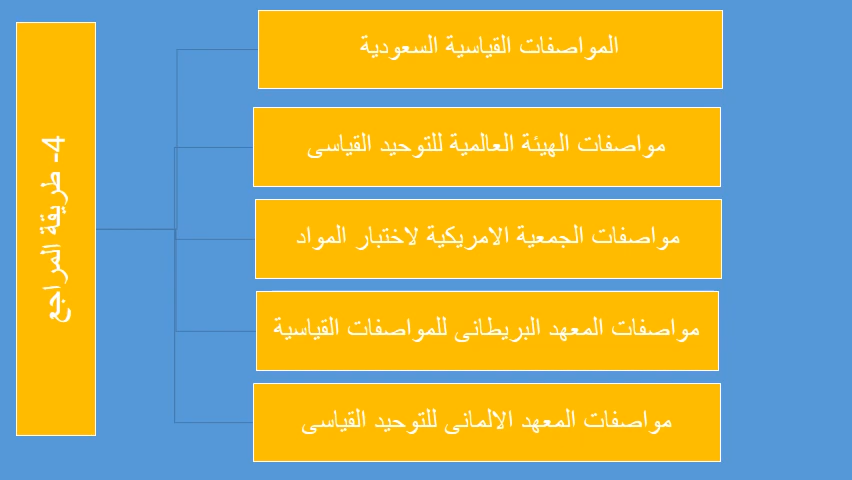 4- طريقة المراجع
المواصفات القياسية السعودية
مواصفات الهيئة العالمية للتوحيد القياسى
مواصفات الجمعية الامريكية لاختبار المواد
مواصفات المعهد البريطانى للمواصفات القياسية
مواصفات المعهد الالمانى للتوحيد القياسى